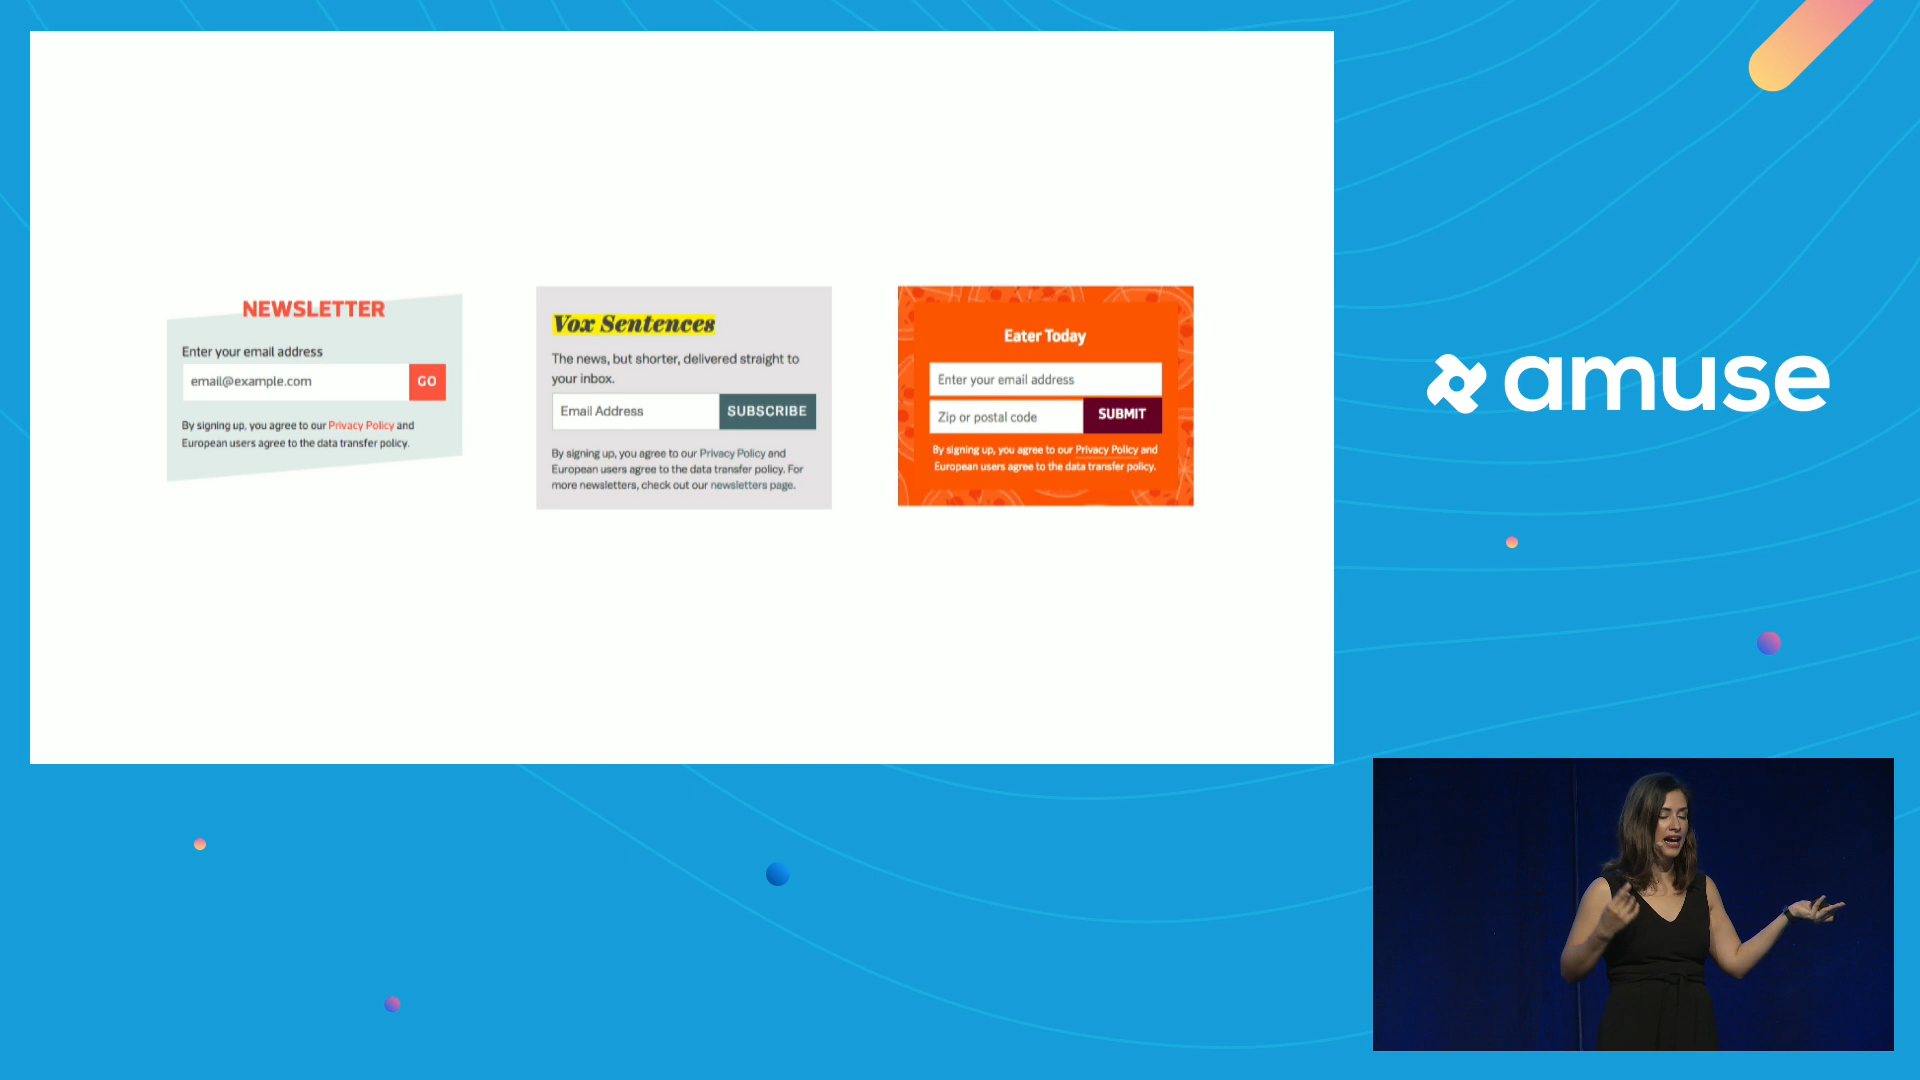 NEWSLETTER
Enter your email address
email@example.com
GO
By signing up, you agree to our Privacy Policy and
European users agree to the data transfer policy.
Vox Sentences
The news, but shorter, delivered straight to
your inbox.
Email Address
SUBSCRIBE
By signing up, you agree to our Privacy Policy and
European users agree to the data transfer policy. For
more newsletters, check out our newsletters page.
Eater Today
Enter your email address
Zip or postal code
SUBMIT
By signing up, you agree to our Privacy Policy and
European users agree to the data transfer policy.
amuse